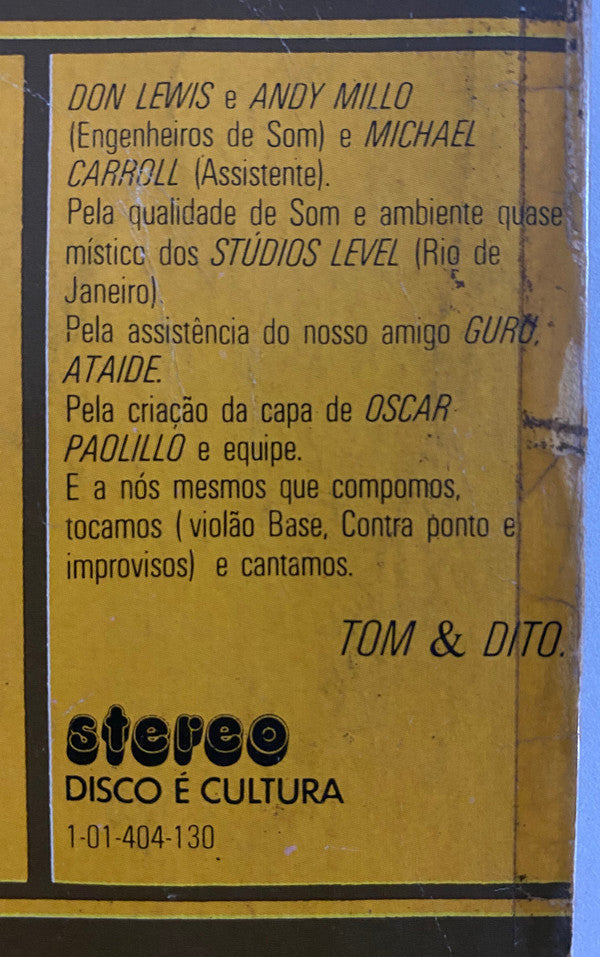 DON LEWIS e ANDY MILLO
(Engenheiros de Som) e MICHAEL
CARROLL (Assistente).
Pela qualidade de Som e ambiente quase
místico dos STÚDIOS LEVEL (Rio de
Janeiro).
Pela assistência do nosso amigo GURÚ,
ATAIDE.
Pela criação da capa de OSCAR
PAOLILLO e equipe.
E a nós mesmos que compomos,
tocamos (violão Base, Contra ponto e
improvisos) e cantamos.
TOM & DITO.
stereo
DISCO É CULTURA
1-01-404-130